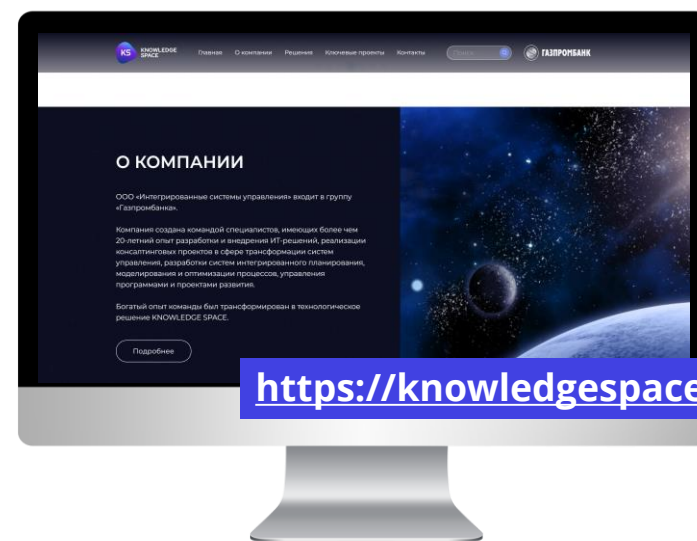 KS KNOWLEDGE SPACE Главная О компании Решения Ключевые проекты Контакты Поиск ГАЗПРОМБАНК
О КОМПАНИИ
ООО «Интегрированные системы управления» входит в группу
«Газпромбанка».
Компания создана командой специалистов, имеющих более чем
20-летний опыт разработки и внедрения ИТ-решений, реализации
консалтинговых проектов в сфере трансформации систем
управления, разработки систем интегрированного планирования,
моделирования и оптимизации процессов, управления
программами и проектами развития.
Богатый опыт команды был трансформирован в технологическое
решение KNOWLEDGE SPACE.
Подробнее
https://knowledgespace